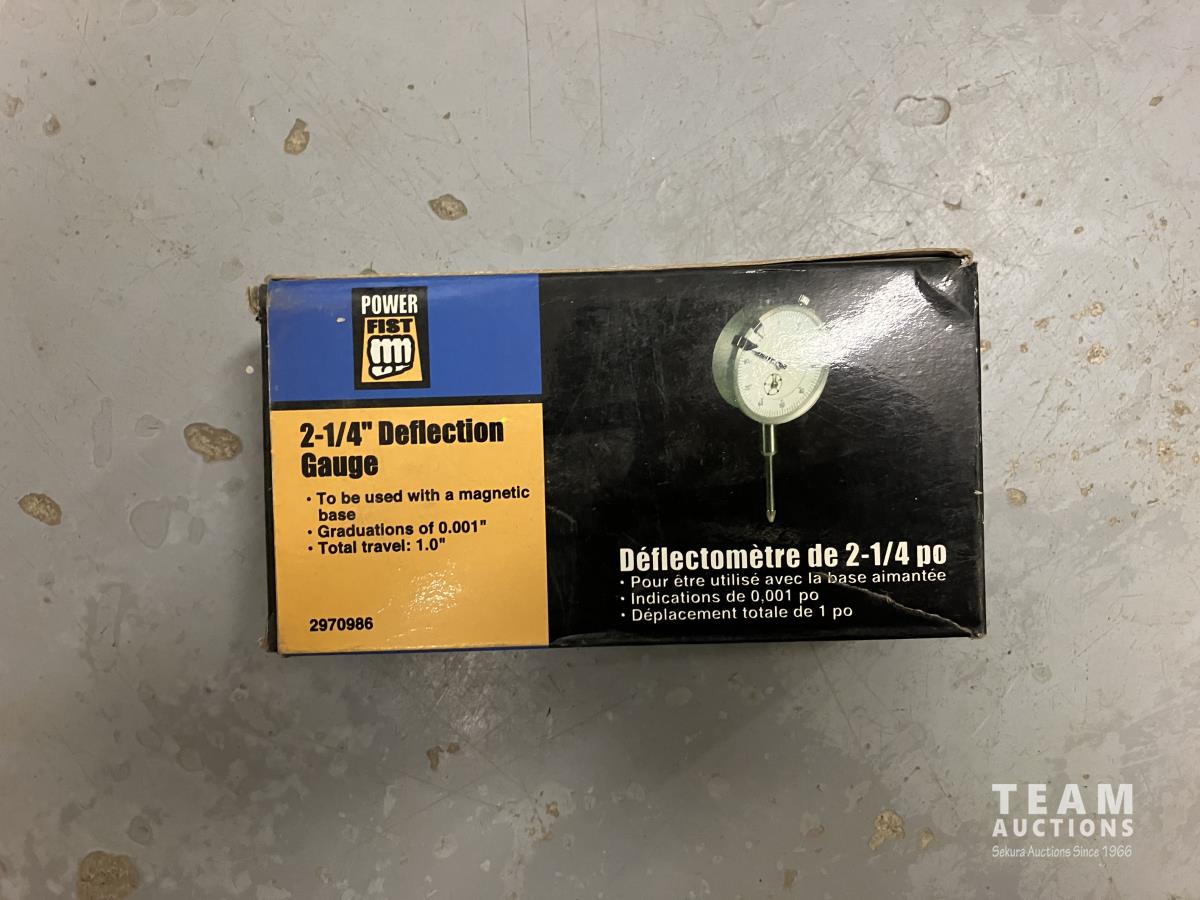 POWER
FIST
2-1/4" Deflection
Gauge
· To be used with a magnetic
base
· Graduations of 0.001"
· Total travel: 1.0"
2970986
Déflectomètre de 2-1/4 po
· Pour être utilisé avec la base aimantée
· Indications de 0,001 po
· Déplacement totale de 1 po
TEAM
AUCTIONS
Sekura Auctions Since 1966